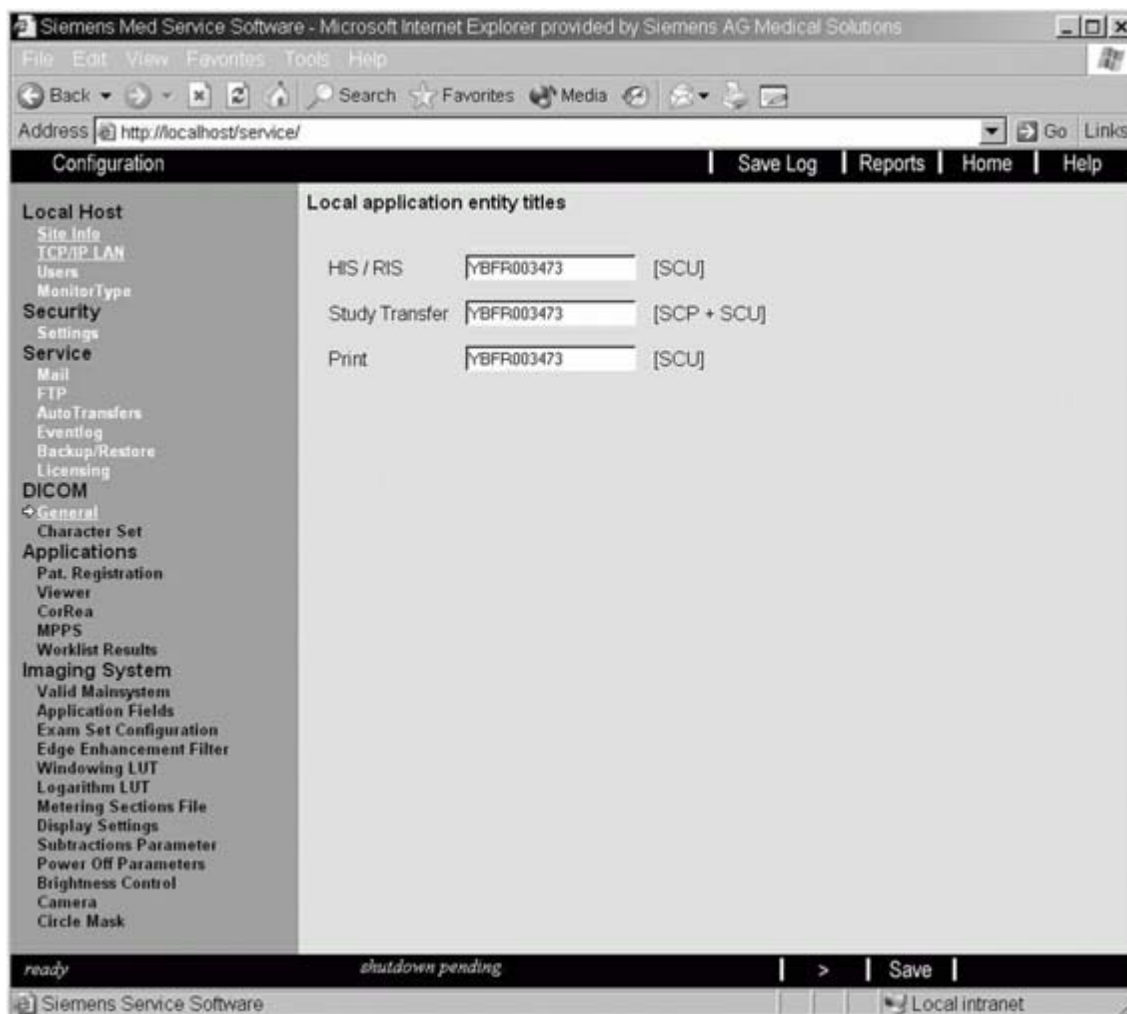 Siemens Med Service Software - Microsoft Internet Explorer provided by Siemens AG Medical Solutions
File Edit View Favorites Tools Help
Back Search Favorites Media
Address http://localhost/service/ Go Links
Configuration Save Log Reports Home Help
Local application entity titles
HIS / RIS YBFR003473 [SCU]
Study Transfer YBFR003473 [SCP + SCU]
Print YBFR003473 [SCU]
Local Host
Site Info
TCP/IP LAN
Users
MonitorType
Security
Settings
Service
Mail
FTP
AutoTransfers
Eventlog
Backup/Restore
Licensing
DICOM
General
Character Set
Applications
Pat. Registration
Viewer
CorRea
MPPS
Worklist Results
Imaging System
Valid Mainsystem
Application Fields
Exam Set Configuration
Edge Enhancement Filter
Windowing LUT
Logarithm LUT
Metering Sections File
Display Settings
Subtractions Parameter
Power Off Parameters
Brightness Control
Camera
Circle Mask
ready shutdown pending > Save
Siemens Service Software Local intranet